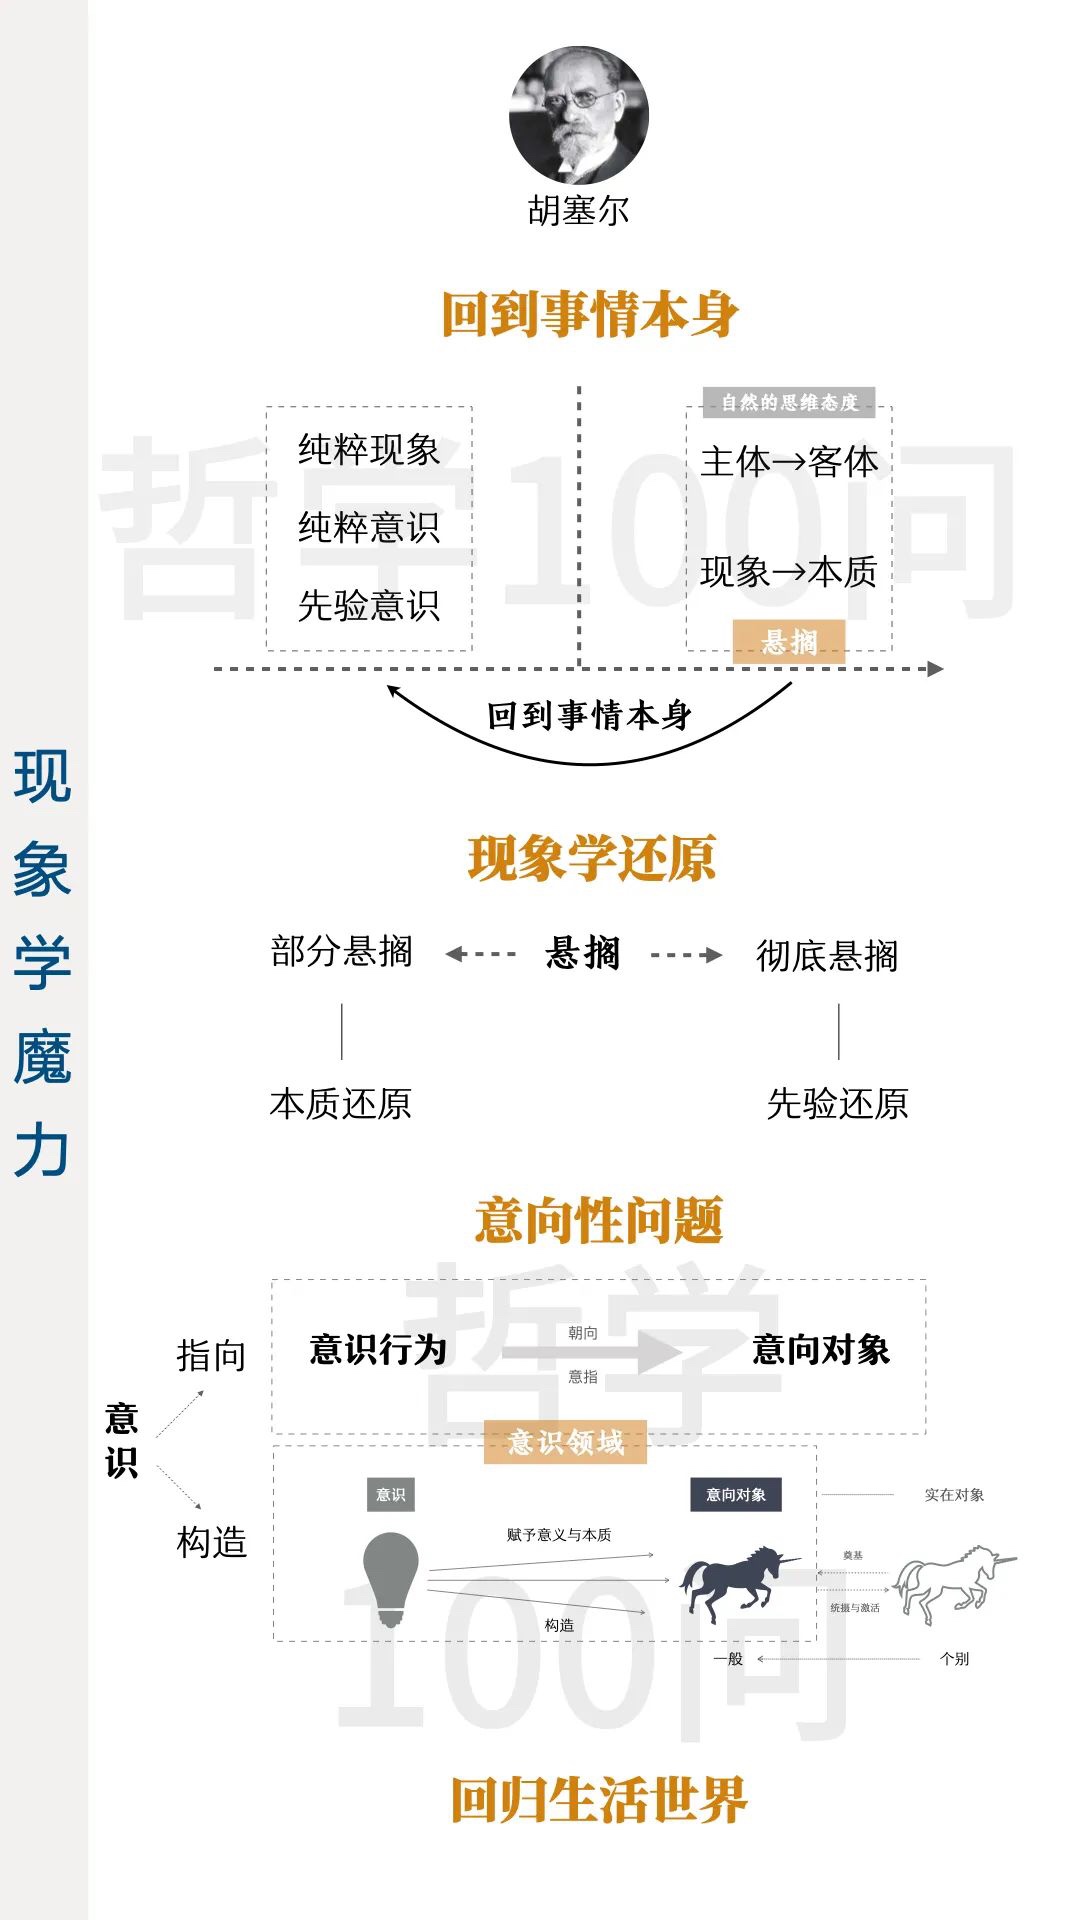 胡塞尔
回到事情本身
纯粹现象
纯粹意识
先验意识
自然的思维态度
主体→客体
现象→本质
悬搁
回到事情本身
现象学魔力
现象学还原
部分悬搁
悬搁
彻底悬搁
本质还原
先验还原
意向性问题
意识
指向
意识行为
朝向
意指
意向对象
意识领域
构造
意识
赋予意义与本质
构造
意向对象
实在对象
奠基
统摄与激活
一般
个别
回归生活世界
哲学100问
哲学
100问